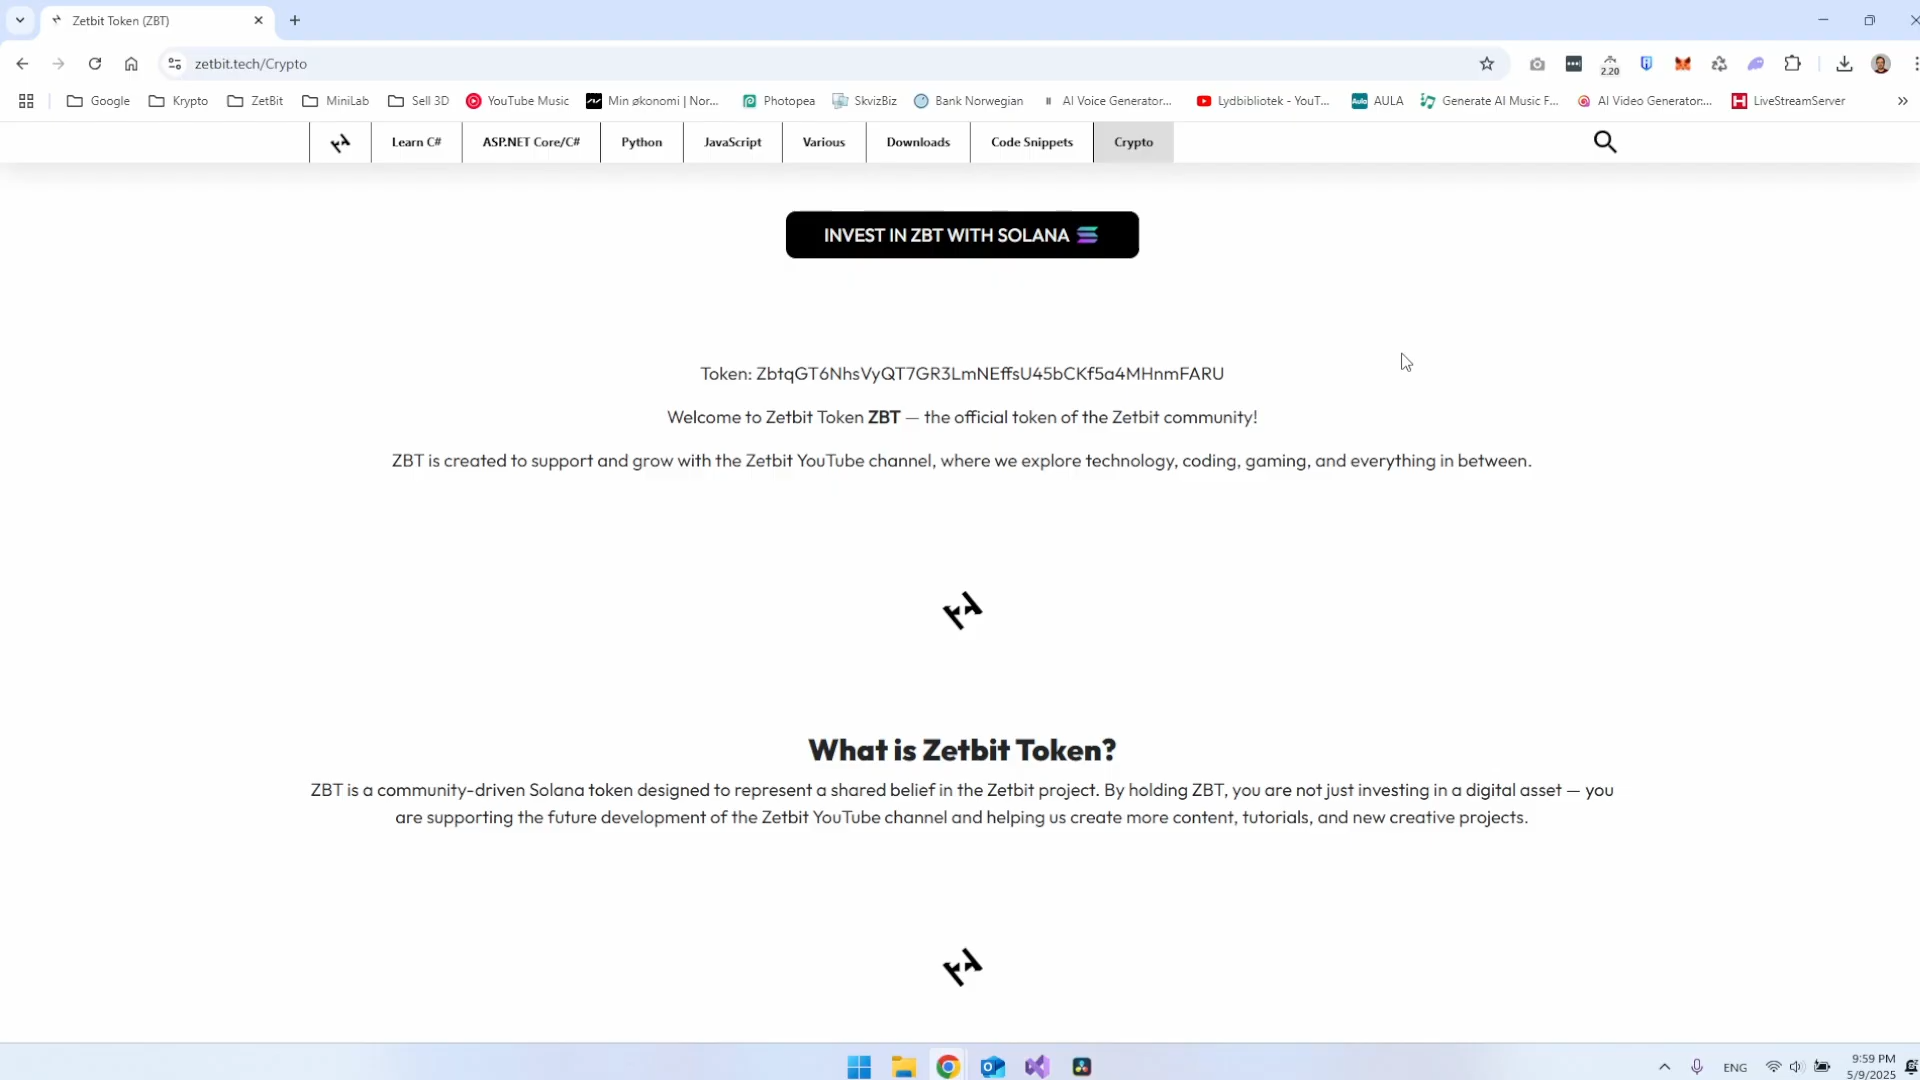 Zetbit Token (ZBT)
zetbit.tech/Crypto
2.20
Google Krypto ZetBit MiniLab Sell 3D YouTube Music Min økonomi | Nor... Photopea SkvizBiz Bank Norwegian AI Voice Generator... Lydbibliotek - YouT... AULA Generate AI Music F... AI Video Generator:... LiveStreamServer
Learn C# ASP.NET Core/C# Python JavaScript Various Downloads Code Snippets Crypto
INVEST IN ZBT WITH SOLANA
Token: ZbtqGT6NhsVyQT7GR3LmNEffsU45bCKf5a4MHnmFARU
Welcome to Zetbit Token ZBT — the official token of the Zetbit community!
ZBT is created to support and grow with the Zetbit YouTube channel, where we explore technology, coding, gaming, and everything in between.
What is Zetbit Token?
ZBT is a community-driven Solana token designed to represent a shared belief in the Zetbit project. By holding ZBT, you are not just investing in a digital asset — you
are supporting the future development of the Zetbit YouTube channel and helping us create more content, tutorials, and new creative projects.
ENG
9:59 PM
5/9/2025